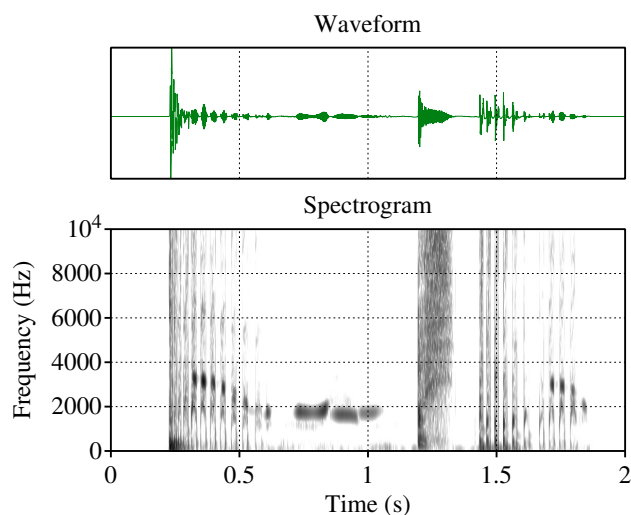 Waveform
Spectrogram
10⁴
8000
6000
4000
2000
0
Frequency (Hz)
0 0.5 1 1.5 2
Time (s)